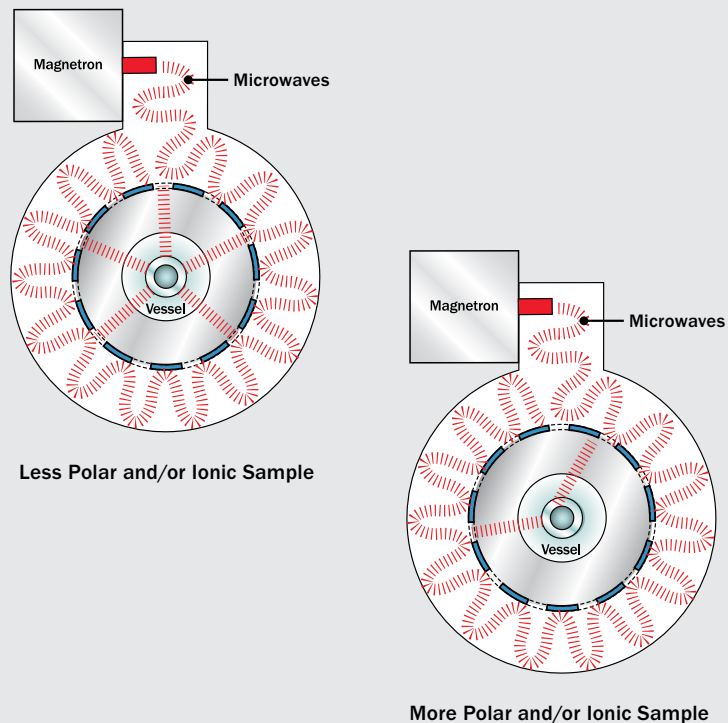 Magnetron
Microwaves
Vessel
Less Polar and/or Ionic Sample
Magnetron
Microwaves
Vessel
More Polar and/or Ionic Sample